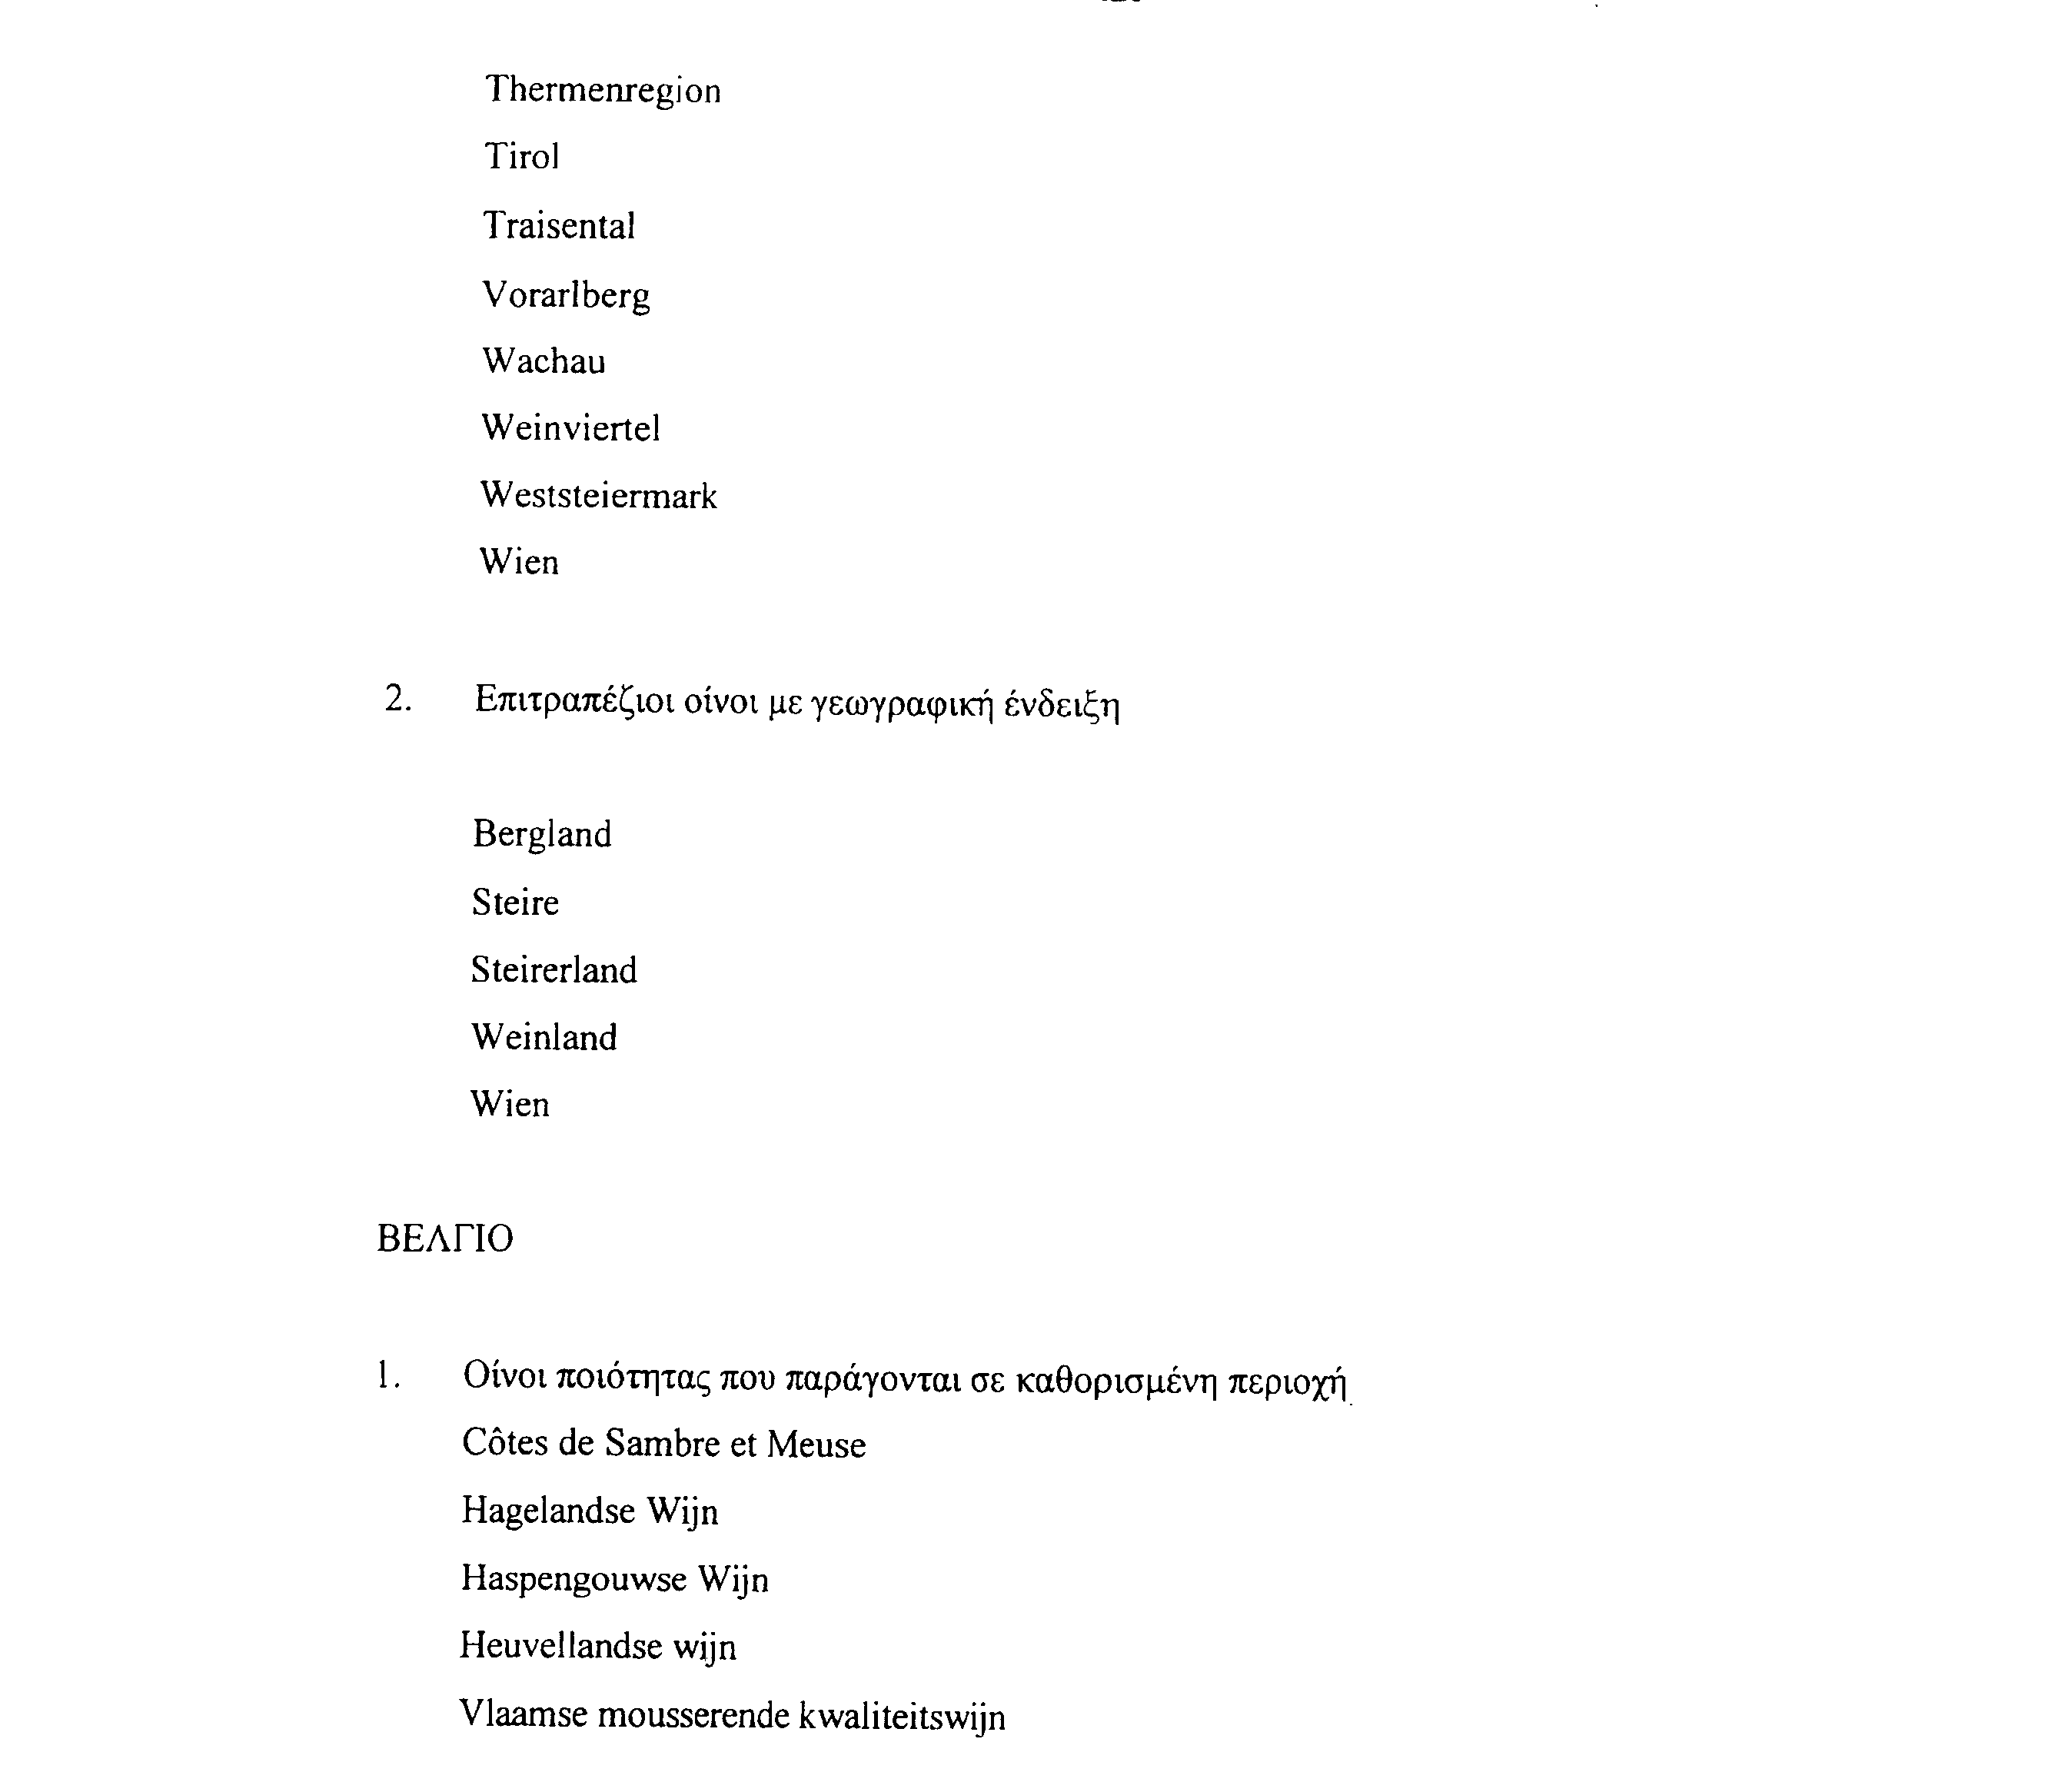 Thermenregion
Tirol
Traisental
Vorarlberg
Wachau
Weinviertel
Weststeiermark
Wien
2. Επιτραπέζιοι οίνοι με γεωγραφική ένδειξη
Bergland
Steire
Steirerland
Weinland
Wien
ΒΕΛΓΙΟ
1. Οίνοι ποιότητας που παράγονται σε καθορισμένη περιοχή
Côtes de Sambre et Meuse
Hagelandse Wijn
Haspengouwse Wijn
Heuvellandse wijn
Vlaamse mousserende kwaliteitswijn